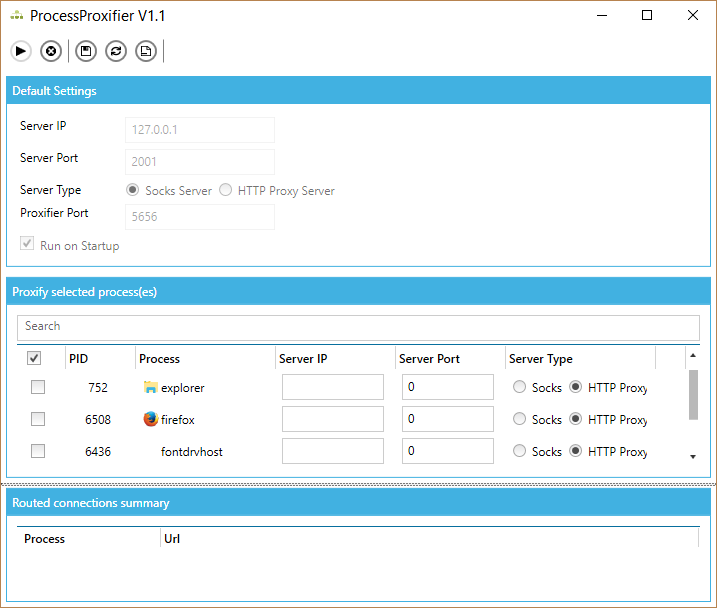 ProcessProxifier V1.1
Default Settings
Server IP 127.0.0.1
Server Port 2001
Server Type Socks Server HTTP Proxy Server
Proxifier Port 5656
Run on Startup
Proxify selected process(es)
Search
PID Process Server IP Server Port Server Type
752 explorer 0 Socks HTTP Proxy
6508 firefox 0 Socks HTTP Proxy
6436 fontdrvhost 0 Socks HTTP Proxy
Routed connections summary
Process Url